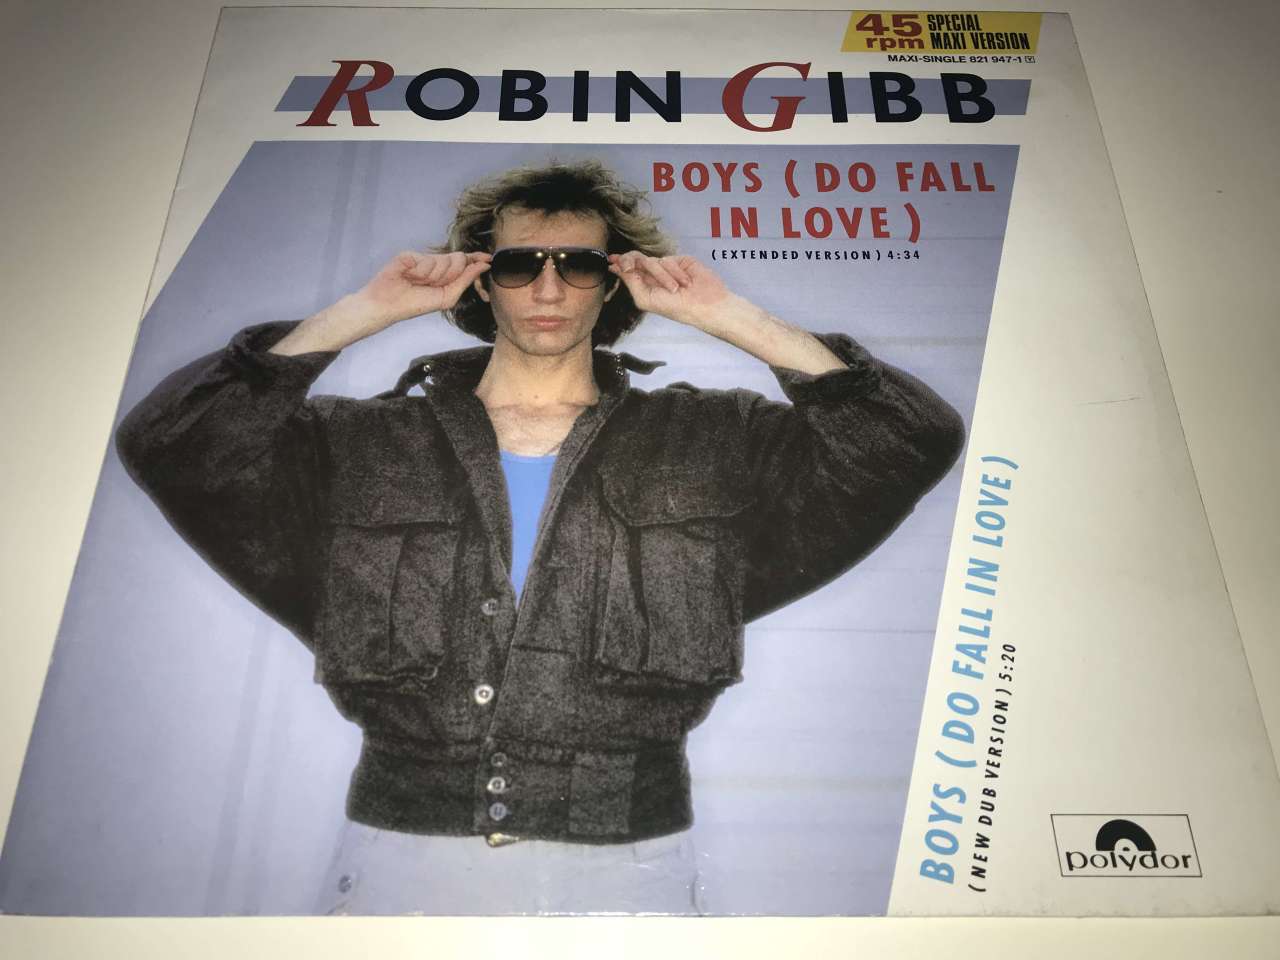 45 rpm SPECIAL MAXI VERSION
MAXI-SINGLE 821 947-1 Y
ROBIN GIBB
BOYS (DO FALL
IN LOVE)
(EXTENDED VERSION) 4:34
BOYS (DO FALL IN LOVE)
(NEW DUB VERSION) 5:20
polydor